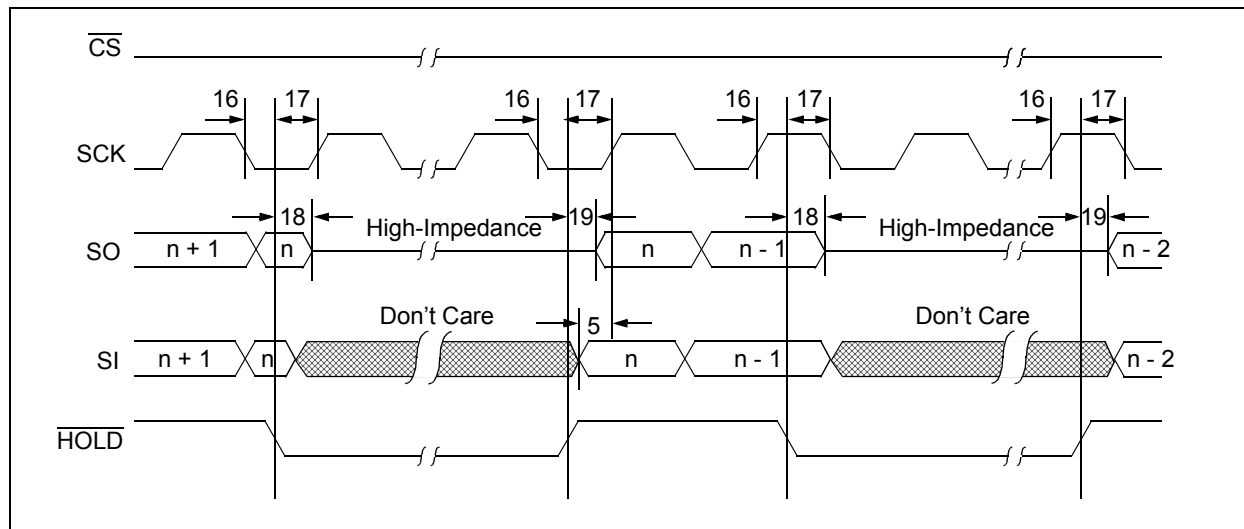 CS
16 17 16 17 16 17 16 17
SCK
18 High-Impedance 19 18 High-Impedance 19
SO n + 1 n n n - 1 n - 2
Don't Care 5 Don't Care
SI n + 1 n n n - 1 n - 2
HOLD